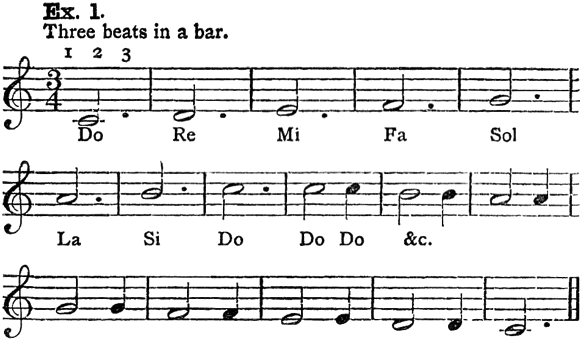 Ex. 1.
Three beats in a bar.
1 2 3
3
4
Do Re Mi Fa Sol
La Si Do Do Do &c.